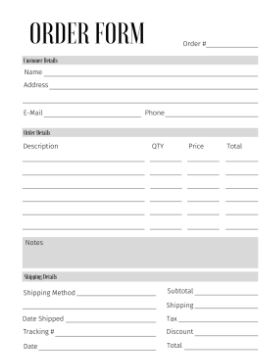 ORDER FORM
Order #
Customer Details
Name
Address
E-Mail Phone
Order Details
Description QTY Price Total
Notes
Shipping Details
Shipping Method Subtotal
Shipping
Date Shipped Tax
Tracking # Discount
Date Total